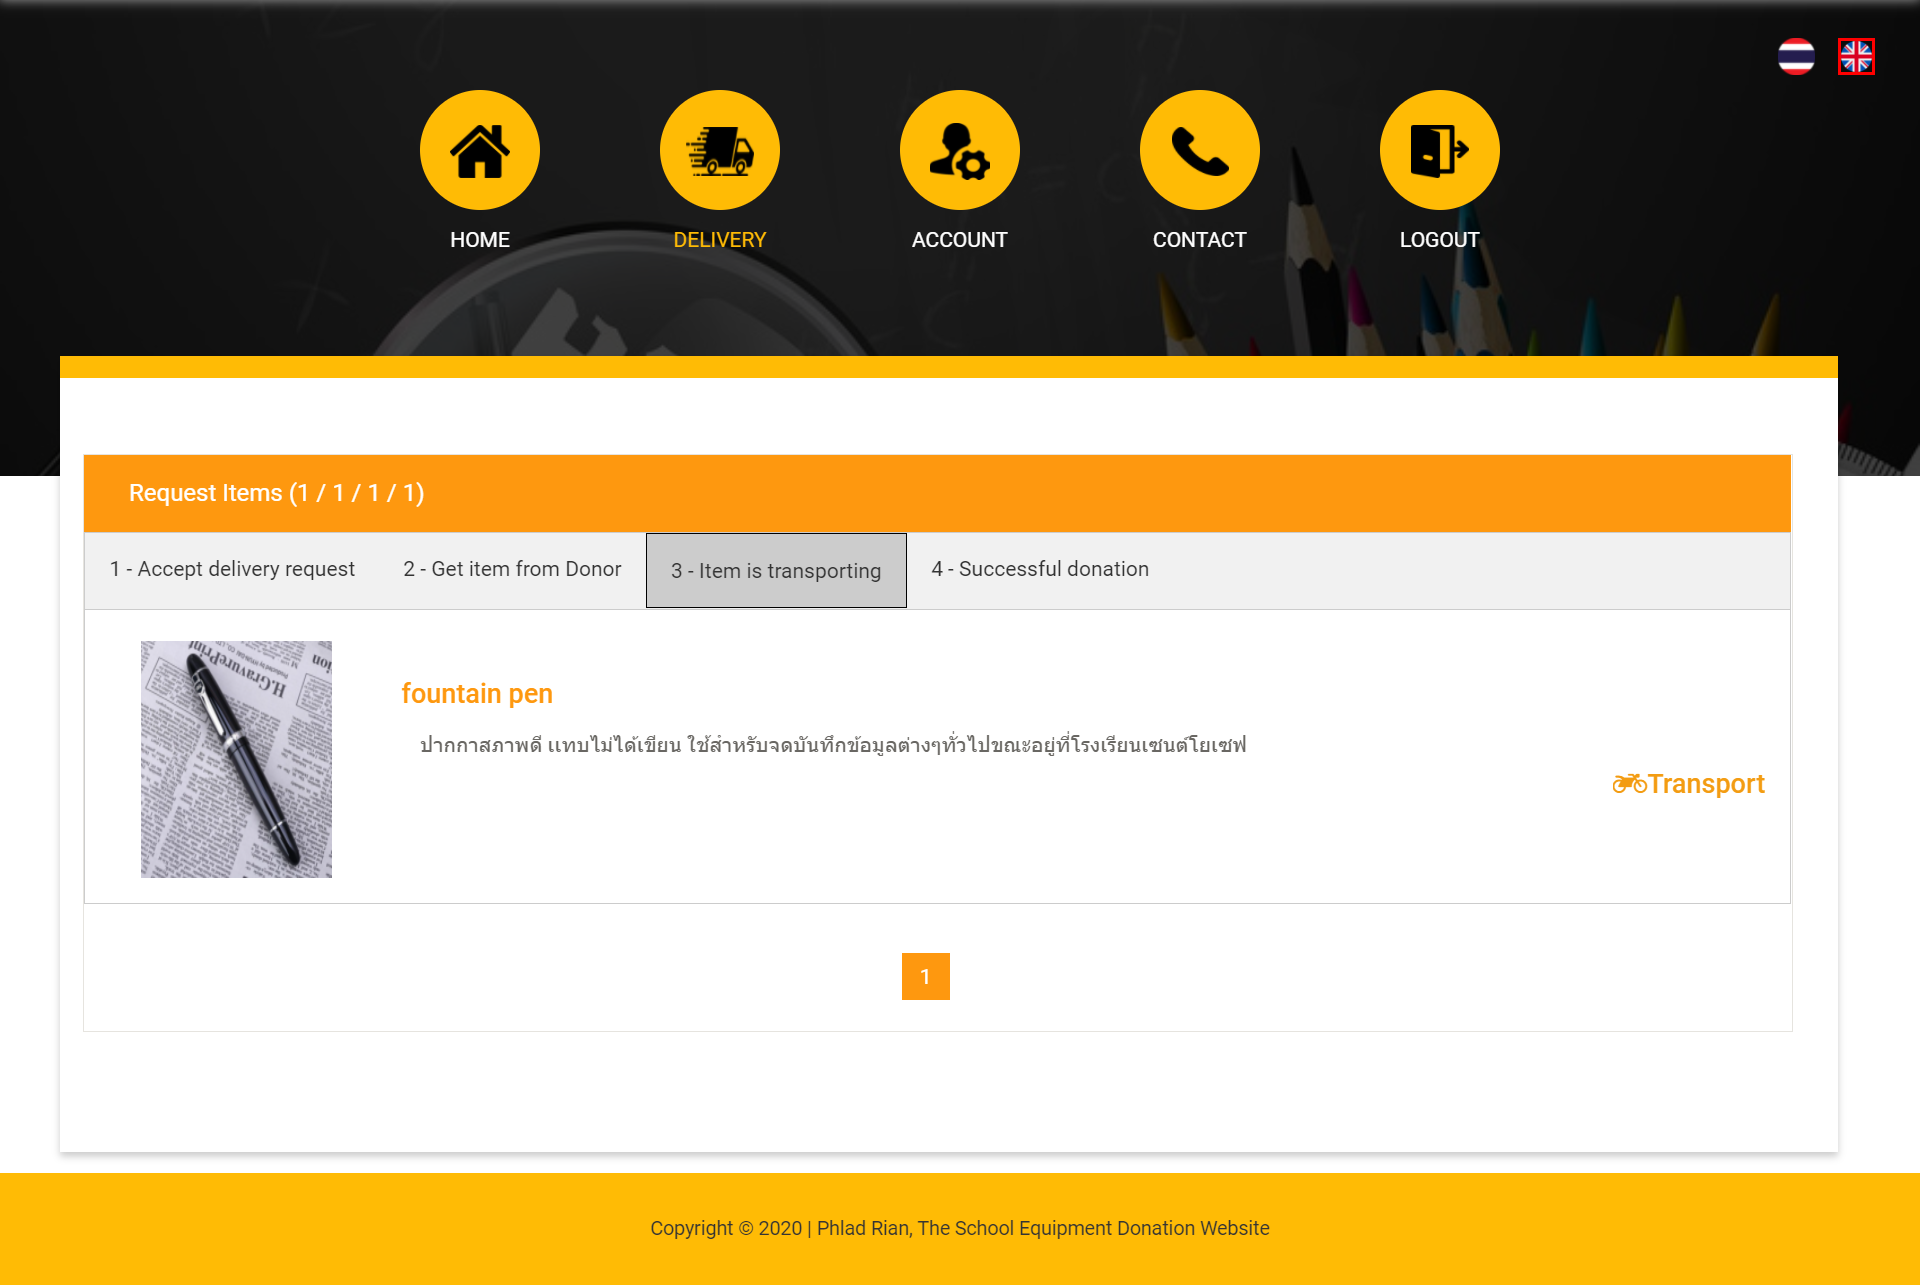 HOME
DELIVERY
ACCOUNT
CONTACT
LOGOUT
Request Items (1 / 1 / 1 / 1)
1 - Accept delivery request
2 - Get item from Donor
3 - Item is transporting
4 - Successful donation
H.GravurePrint
fountain pen
ปากกาสภาพดี แทบไม่ได้เขียน ใช้สำหรับจดบันทึกข้อมูลต่างๆทั่วไปขณะอยู่ที่โรงเรียนเซนต์โยเซฟ
Transport
1
Copyright © 2020 | Phlad Rian, The School Equipment Donation Website